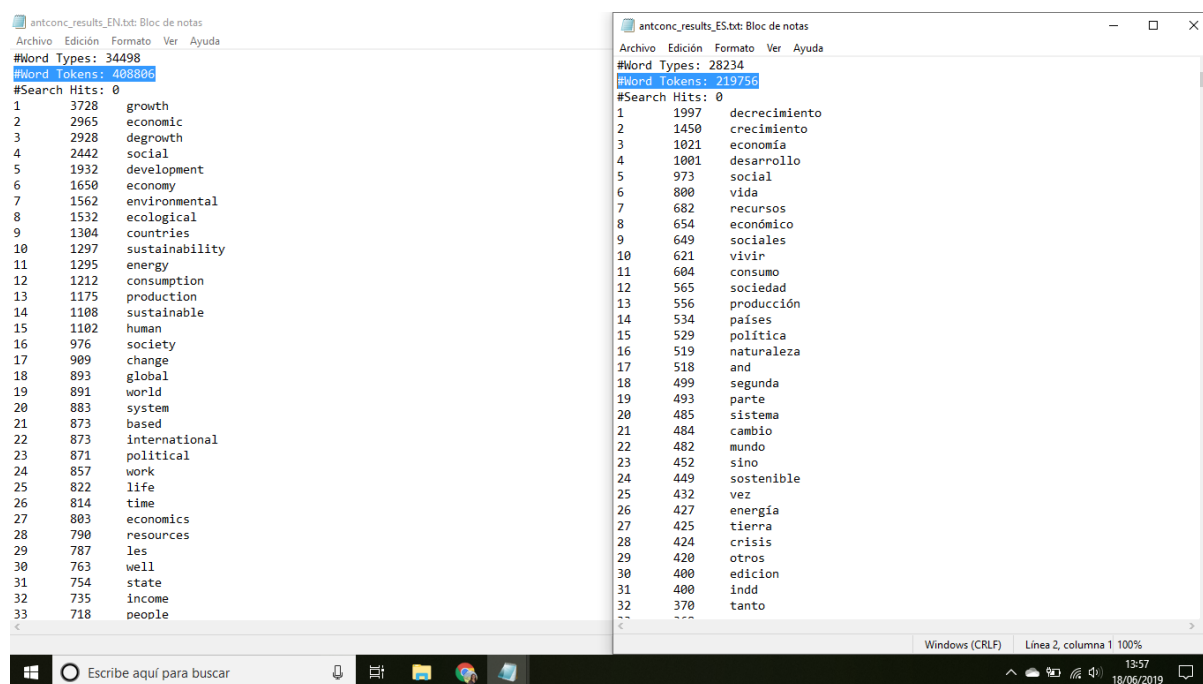 antconc_results_EN.txt: Bloc de notas
Archivo Edición Formato Ver Ayuda
#Word Types: 34498
#Word Tokens: 408806
#Search Hits: 0
1 3728 growth
2 2965 economic
3 2928 degrowth
4 2442 social
5 1932 development
6 1650 economy
7 1562 environmental
8 1532 ecological
9 1304 countries
10 1297 sustainability
11 1295 energy
12 1212 consumption
13 1175 production
14 1108 sustainable
15 1102 human
16 976 society
17 909 change
18 893 global
19 891 world
20 883 system
21 873 based
22 873 international
23 871 political
24 857 work
25 822 life
26 814 time
27 803 economics
28 790 resources
29 787 les
30 763 well
31 754 state
32 735 income
33 718 people
antconc_results_ES.txt: Bloc de notas
Archivo Edición Formato Ver Ayuda
#Word Types: 28234
#Word Tokens: 219756
#Search Hits: 0
1 1997 decrecimiento
2 1450 crecimiento
3 1021 economía
4 1001 desarrollo
5 973 social
6 800 vida
7 682 recursos
8 654 económico
9 649 sociales
10 621 vivir
11 604 consumo
12 565 sociedad
13 556 producción
14 534 países
15 529 política
16 519 naturaleza
17 518 and
18 499 segunda
19 493 parte
20 485 sistema
21 484 cambio
22 482 mundo
23 452 sino
24 449 sostenible
25 432 vez
26 427 energía
27 425 tierra
28 424 crisis
29 420 otros
30 400 edicion
31 400 indd
32 370 tanto
Windows (CRLF) Línea 2, columna 1 100%
Escribe aquí para buscar
13:57
18/06/2019